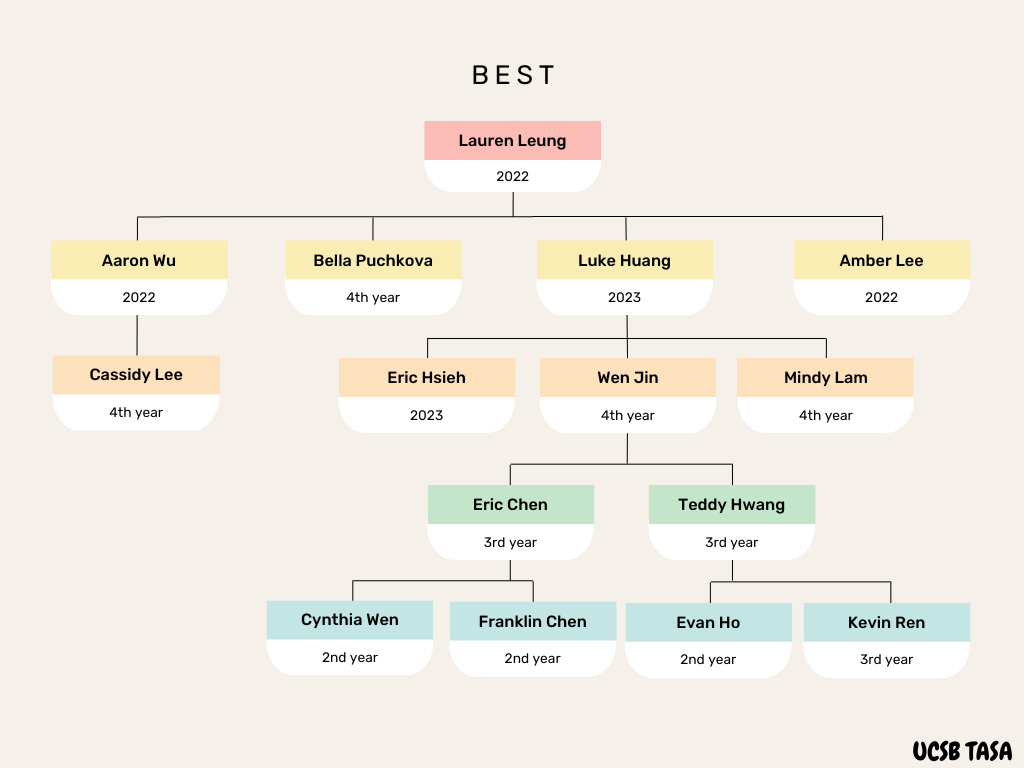 BEST
Lauren Leung
2022
Aaron Wu
2022
Bella Puchkova
4th year
Luke Huang
2023
Amber Lee
2022
Cassidy Lee
4th year
Eric Hsieh
2023
Wen Jin
4th year
Mindy Lam
4th year
Eric Chen
3rd year
Teddy Hwang
3rd year
Cynthia Wen
2nd year
Franklin Chen
2nd year
Evan Ho
2nd year
Kevin Ren
3rd year
UCSB TASA